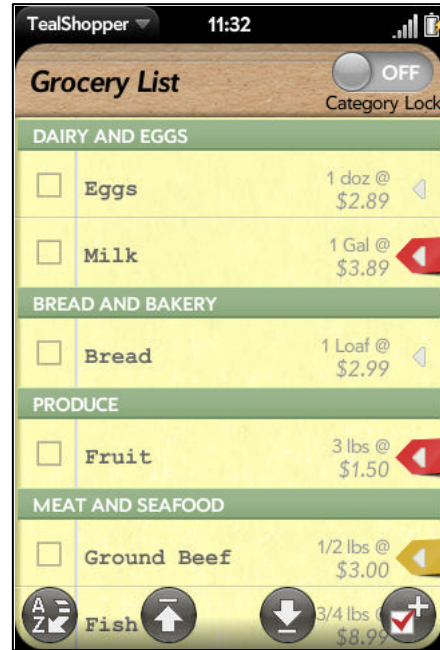 TealShopper
11:32
Grocery List
OFF
Category Lock
DAIRY AND EGGS
Eggs
1 doz @
$2.89
Milk
1 Gal @
$3.89
BREAD AND BAKERY
Bread
1 Loaf @
$2.99
PRODUCE
Fruit
3 lbs @
$1.50
MEAT AND SEAFOOD
Ground Beef
1/2 lbs @
$3.00
A
Z
Fish
3/4 lbs
$8.99